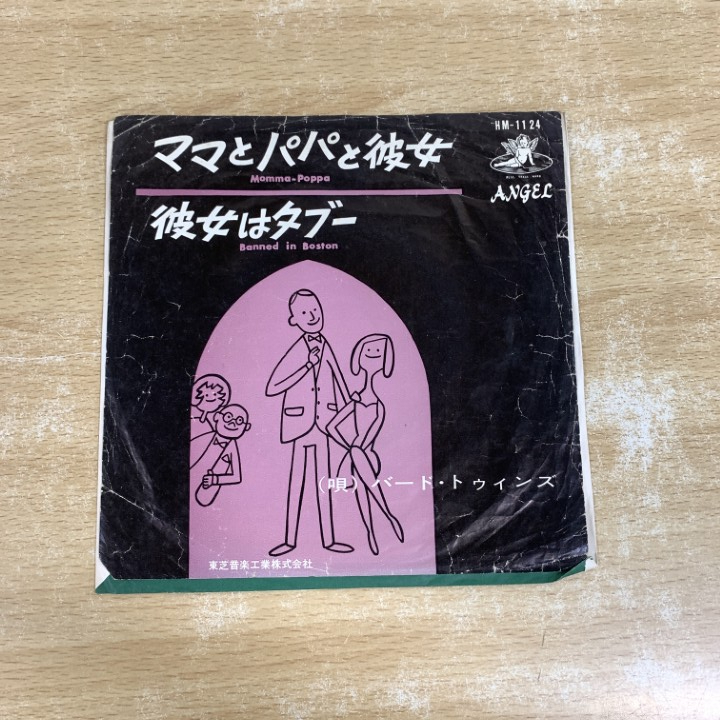 HM-1124
ママとパパと彼女
Momma-Poppa
ANGEL
彼女はタブー
Banned in Boston
(唄) バード・トゥィンズ
東芝音楽工業株式会社